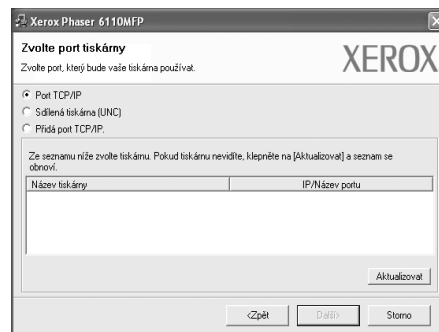 Xerox Phaser 6110MFP
Zvolte port tiskárny
Zvolte port, který bude vaše tiskárna používat.
XEROX
Port TCP/IP
Sdílená tiskárna (UNC)
Přidá port TCP/IP.
Ze seznamu níže zvolte tiskárnu. Pokud tiskárnu nevidíte, klepněte na [Aktualizovat] a seznam se
obnoví.
Název tiskárny IP/Název portu
Aktualizovat
<Zpět Další> Storno